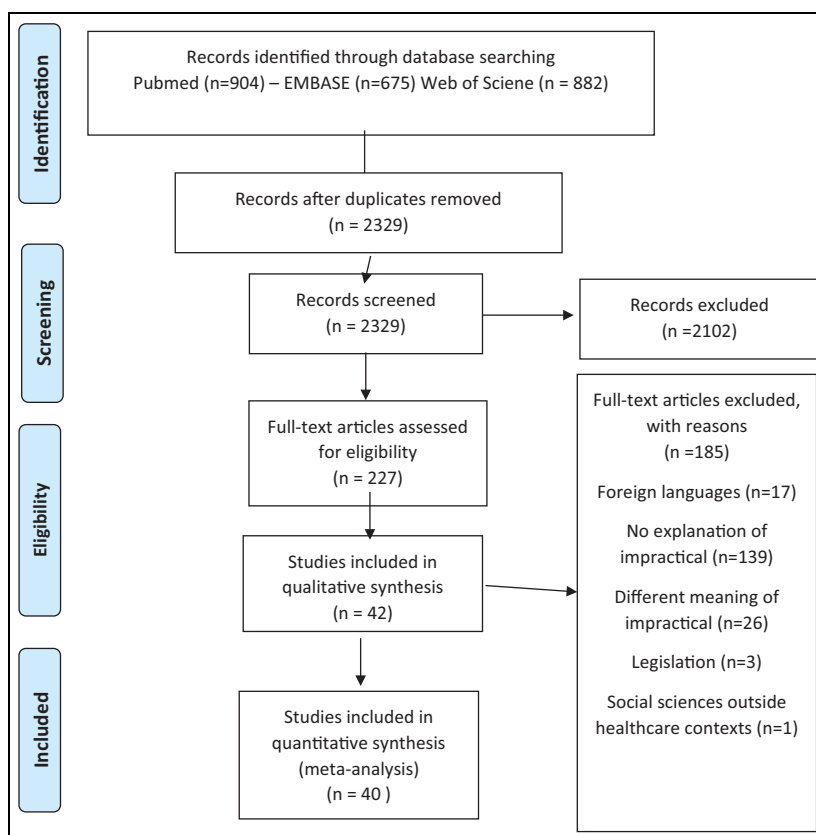 Identification
Records identified through database searching
Pubmed (n=904) – EMBASE (n=675) Web of Sciene (n = 882)
Records after duplicates removed
(n = 2329)
Screening
Records screened
(n = 2329)
Records excluded
(n =2102)
Eligibility
Full-text articles assessed
for eligibility
(n = 227)
Full-text articles excluded,
with reasons
(n =185)
Foreign languages (n=17)
No explanation of
impractical (n=139)
Different meaning of
impractical (n=26)
Legislation (n=3)
Social sciences outside
healthcare contexts (n=1)
Studies included in
qualitative synthesis
(n = 42)
Included
Studies included in
quantitative synthesis
(meta-analysis)
(n = 40 )